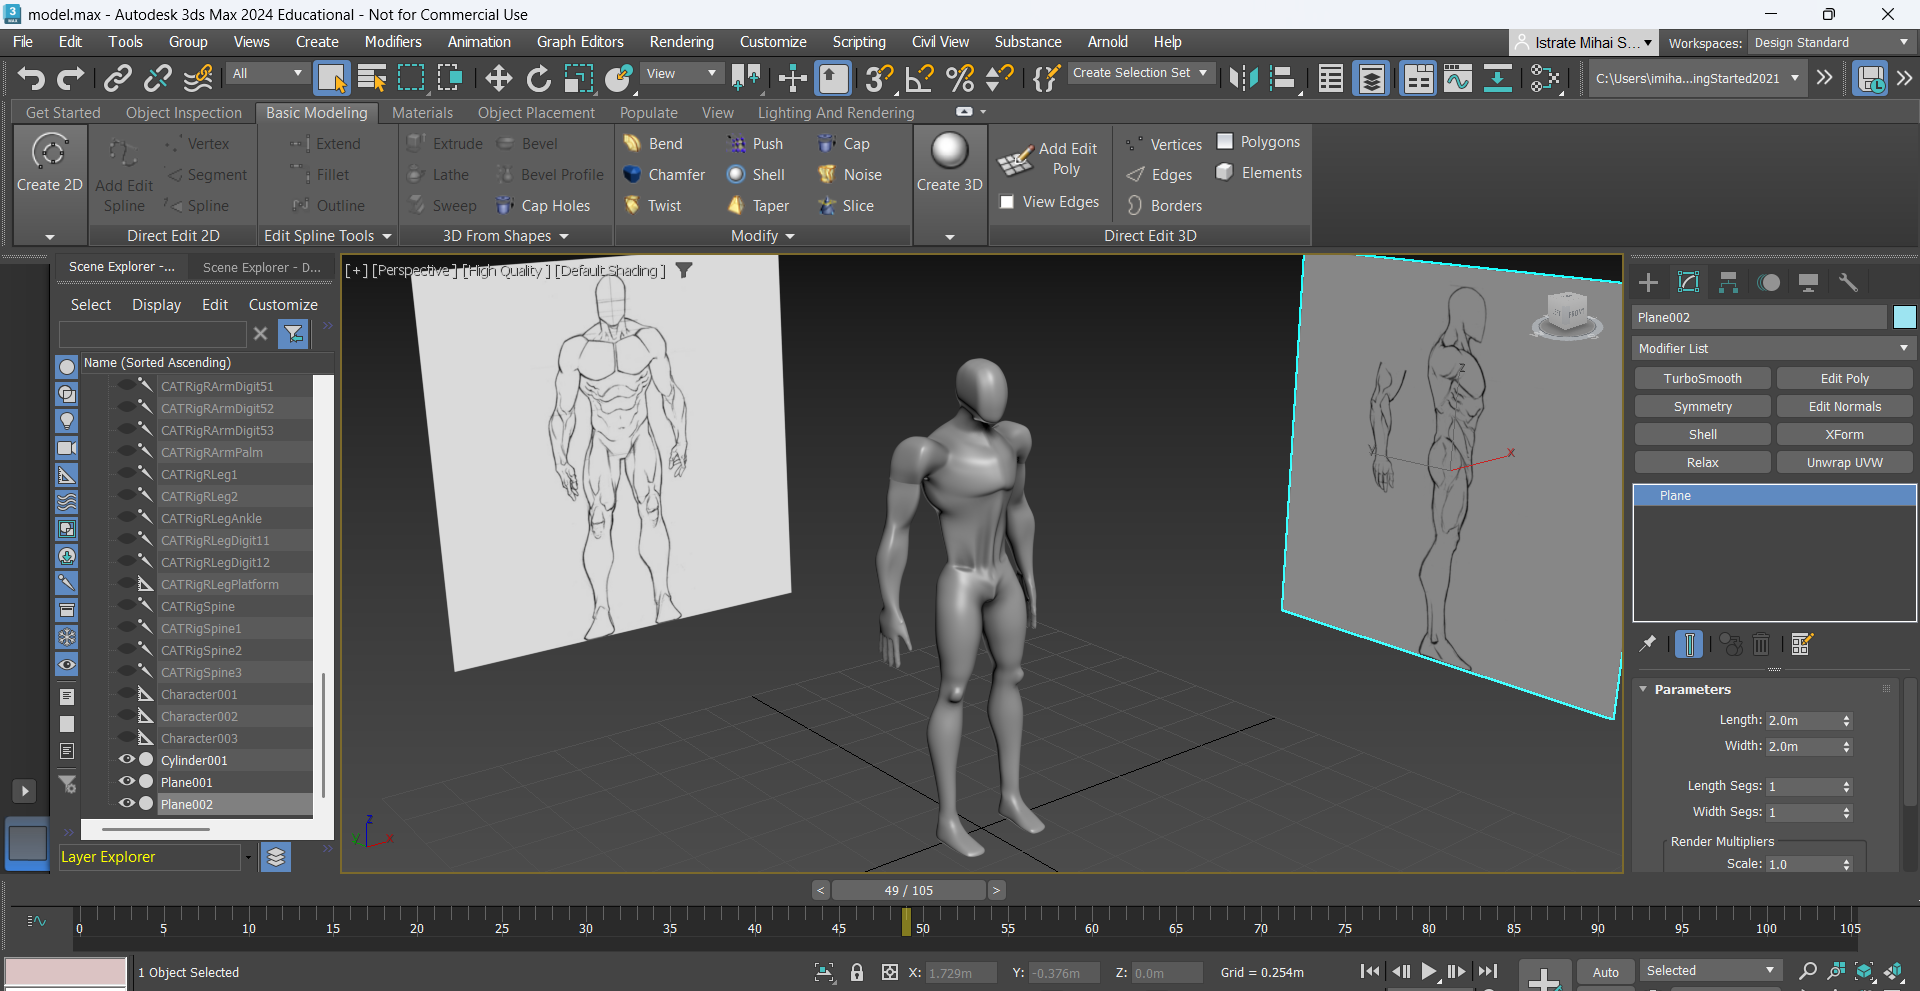 model.max - Autodesk 3ds Max 2024 Educational - Not for Commercial Use
File Edit Tools Group Views Create Modifiers Animation Graph Editors Rendering Customize Scripting Civil View Substance Arnold Help
Istrate Mihai S... Workspaces: Design Standard
All View Create Selection Set C:\Users\imiha...ingStarted2021
Get Started Object Inspection Basic Modeling Materials Object Placement Populate View Lighting And Rendering
Create 2D
Add Edit Spline
Vertex
Segment
Spline
Direct Edit 2D
Extend
Fillet
Outline
Edit Spline Tools
Extrude Bevel
Lathe Bevel Profile
Sweep Cap Holes
3D From Shapes
Bend Push Cap
Chamfer Shell Noise
Twist Taper Slice
Modify
Create 3D
Add Edit Poly
View Edges
Vertices Polygons
Edges Elements
Borders
Direct Edit 3D
Scene Explorer -... Scene Explorer - D...
Select Display Edit Customize
Name (Sorted Ascending)
CATRigRArmDigit51
CATRigRArmDigit52
CATRigRArmDigit53
CATRigRArmPalm
CATRigRLeg1
CATRigRLeg2
CATRigRLegAnkle
CATRigRLegDigit11
CATRigRLegDigit12
CATRigRLegPlatform
CATRigSpine
CATRigSpine1
CATRigSpine2
CATRigSpine3
Character001
Character002
Character003
Cylinder001
Plane001
Plane002
Layer Explorer
[+] [Perspective ] [High Quality ] [Default Shading ]
FRONT
z
x
z
y
x
Plane002
Modifier List
TurboSmooth Edit Poly
Symmetry Edit Normals
Shell XForm
Relax Unwrap UVW
Plane
Parameters
Length: 2.0m
Width: 2.0m
Length Segs: 1
Width Segs: 1
Render Multipliers
Scale: 1.0
< 49 / 105 >
0 5 10 15 20 25 30 35 40 45 50 55 60 65 70 75 80 85 90 95 100 105
1 Object Selected X: 1.729m Y: -0.376m Z: 0.0m Grid = 0.254m Auto Selected